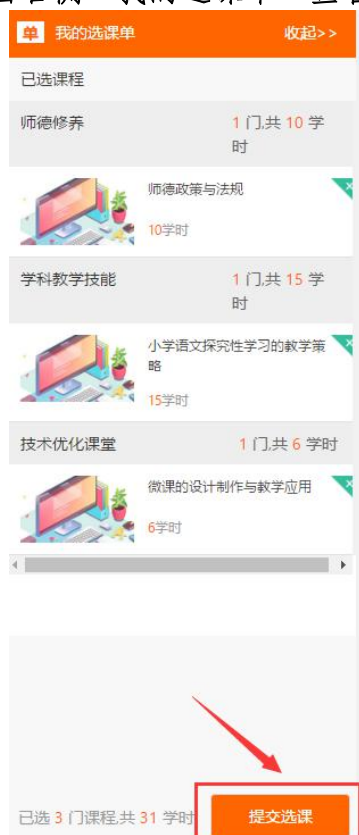 单 我的选课单 收起>>
已选课程
师德修养 1 门,共 10 学
时
师德政策与法规
10学时
学科教学技能 1 门,共 15 学
时
小学语文探究性学习的教学策
略
15学时
技术优化课堂 1 门,共 6 学时
微课的设计制作与教学应用
6学时
已选 3 门课程,共 31 学时 提交选课